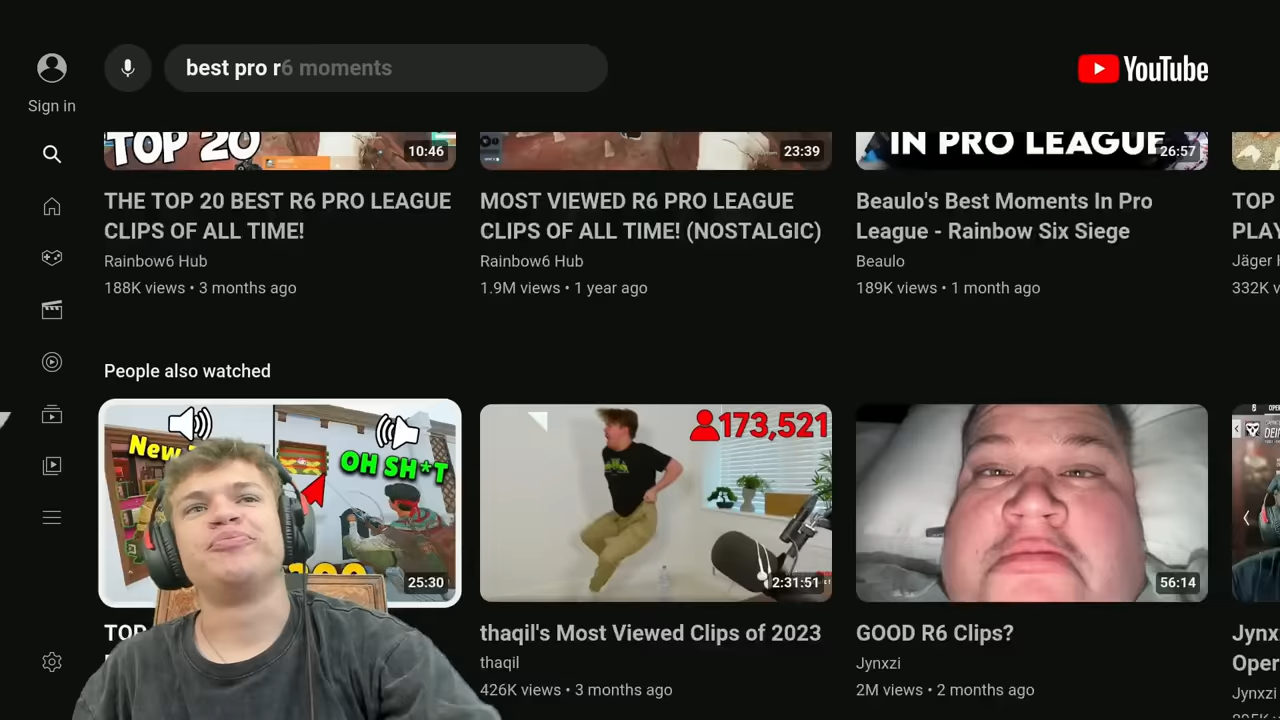 best pro r6 moments
YouTube
Sign in
TOP 20
10:46
23:39
IN PRO LEAGUE
26:57
THE TOP 20 BEST R6 PRO LEAGUE
CLIPS OF ALL TIME!
Rainbow6 Hub
188K views • 3 months ago
MOST VIEWED R6 PRO LEAGUE
CLIPS OF ALL TIME! (NOSTALGIC)
Rainbow6 Hub
1.9M views • 1 year ago
Beaulo's Best Moments In Pro
League - Rainbow Six Siege
Beaulo
189K views • 1 month ago
TOP
PLAY
Jäger
332K
People also watched
New
OH SH*T
100
25:30
173,521
2:31:51
56:14
TOP
thaqil's Most Viewed Clips of 2023
thaqil
426K views • 3 months ago
GOOD R6 Clips?
Jynxzi
2M views • 2 months ago
Jynx
Oper
Jynxzi